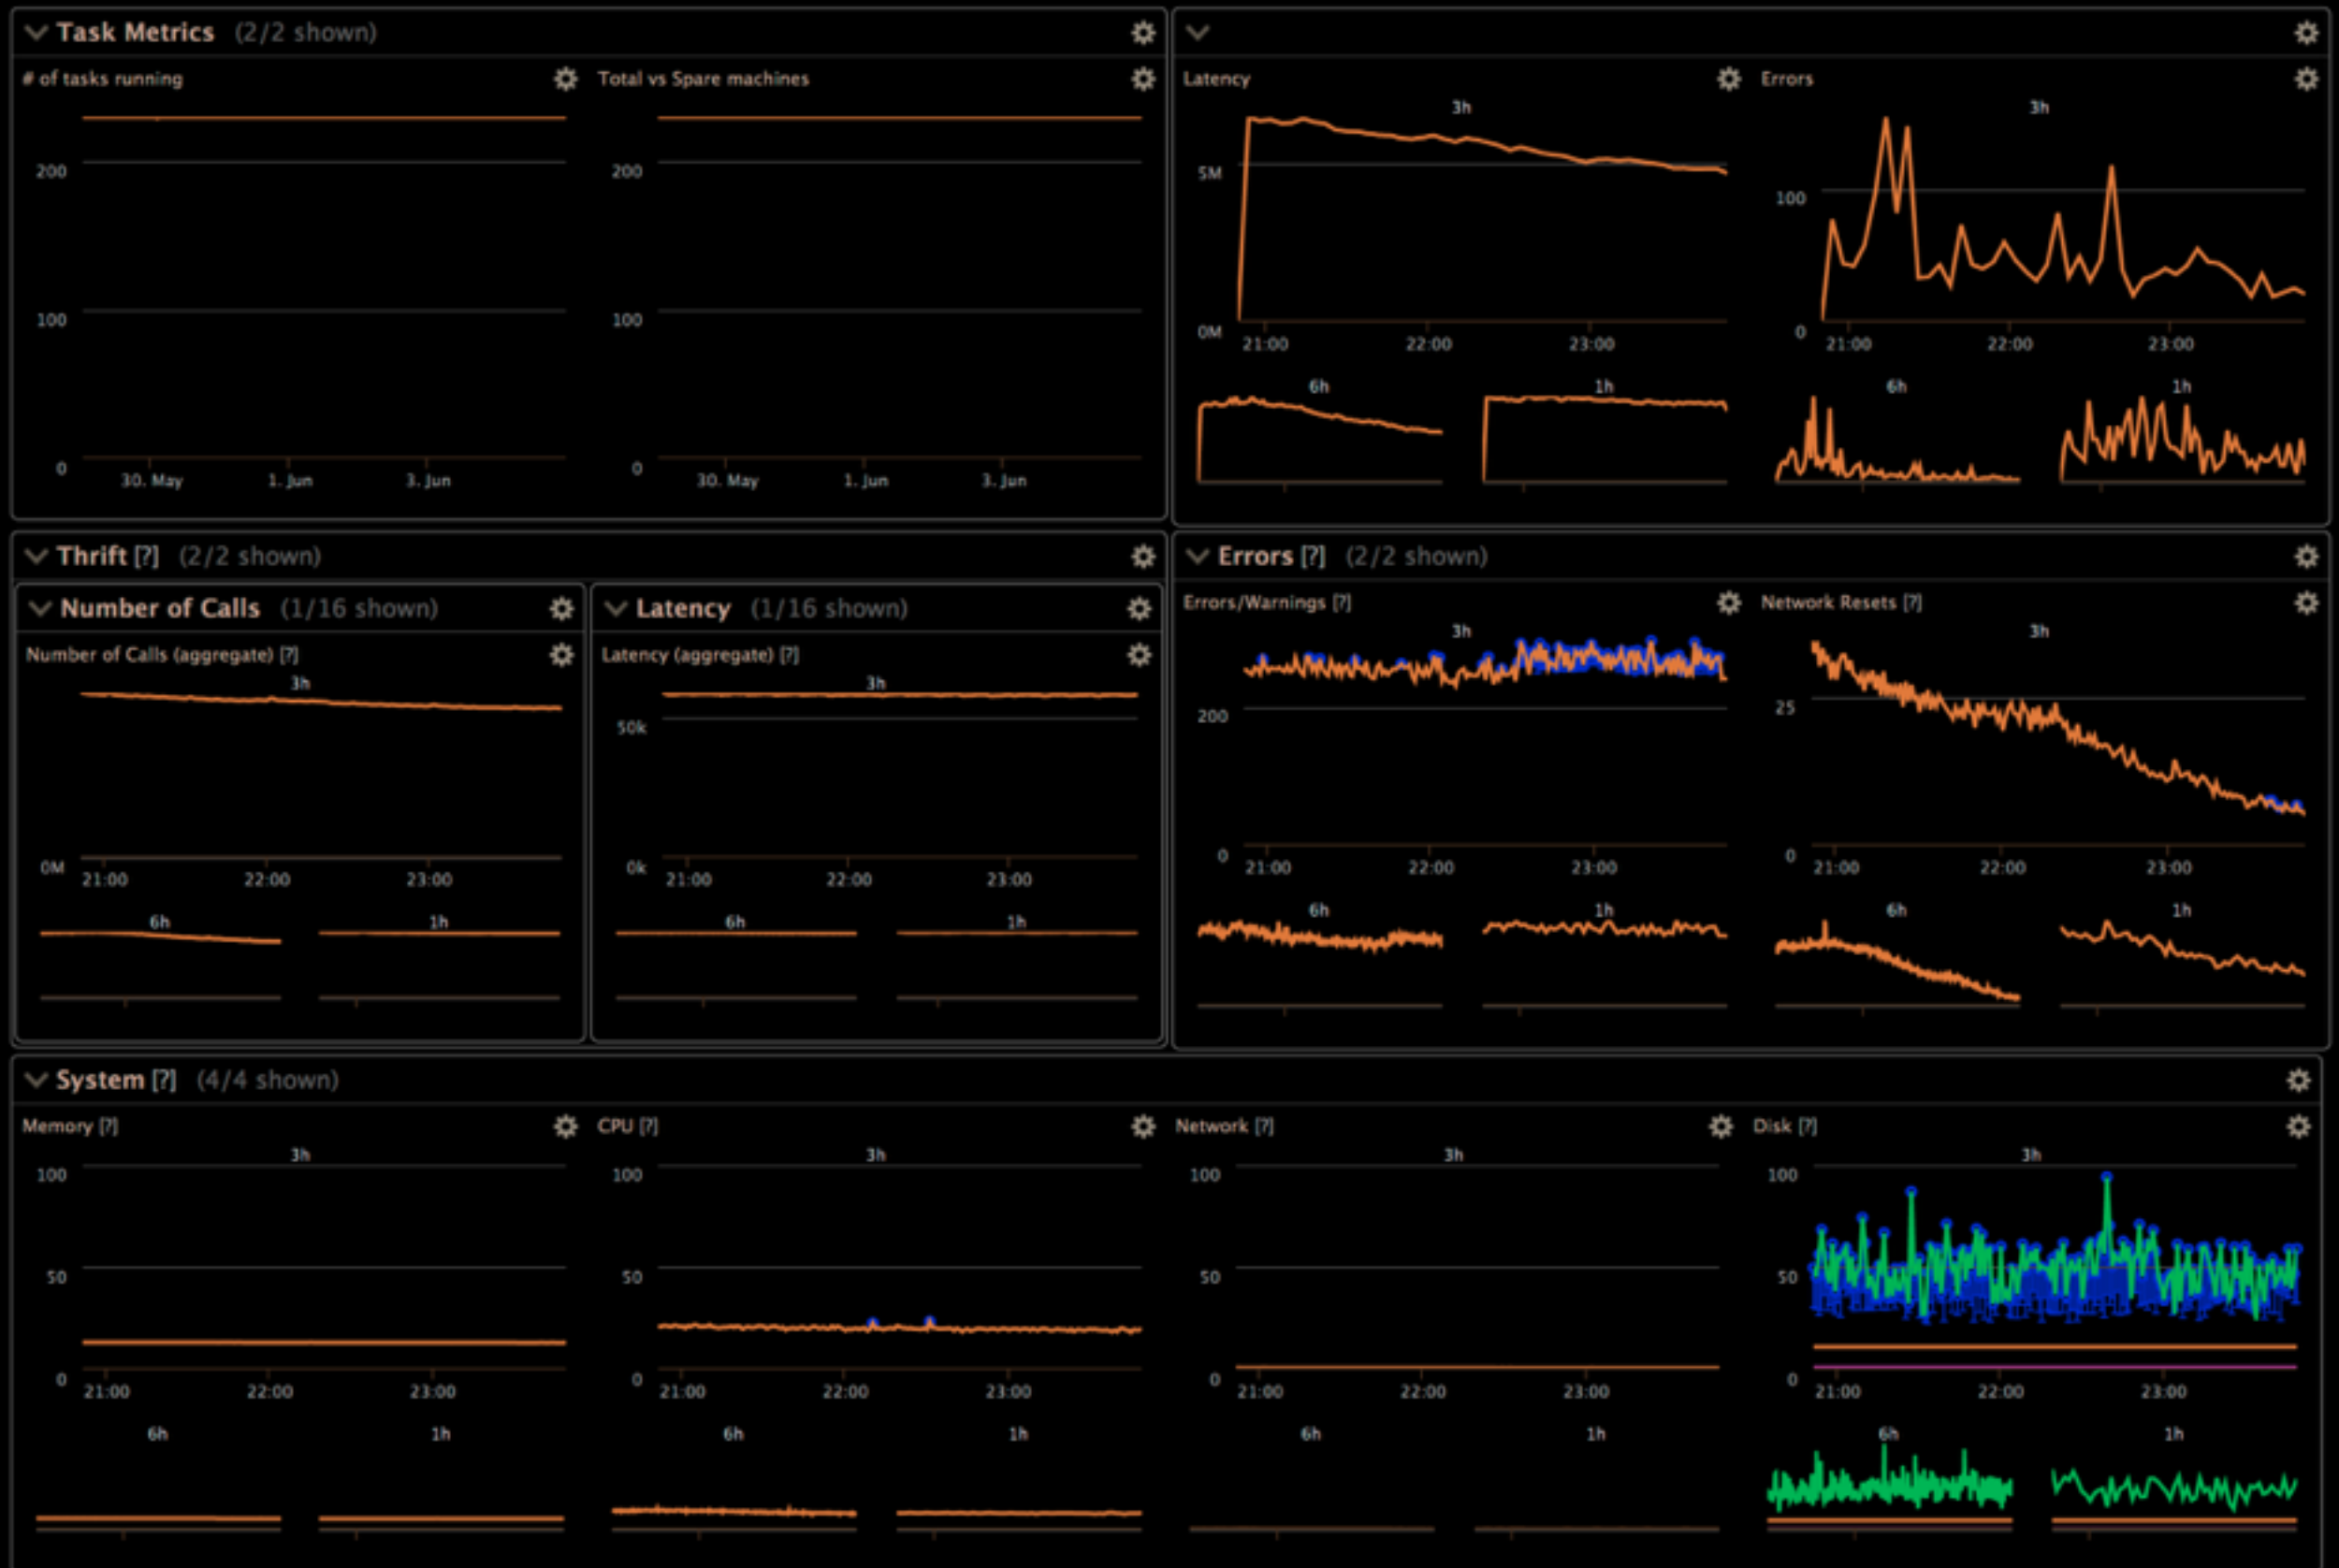 Task Metrics (2/2 shown)
# of tasks running
200
100
0
30. May 1. Jun 3. Jun
Total vs Spare machines
200
100
0
30. May 1. Jun 3. Jun
Latency
3h
5M
0M
21:00 22:00 23:00
6h 1h
Errors
3h
100
0
21:00 22:00 23:00
6h 1h
Thrift [?] (2/2 shown)
Number of Calls (1/16 shown)
Number of Calls (aggregate) [?]
3h
0M
21:00 22:00 23:00
6h 1h
Latency (1/16 shown)
Latency (aggregate) [?]
3h
50k
0k
21:00 22:00 23:00
6h 1h
Errors [?] (2/2 shown)
Errors/Warnings [?]
3h
200
0
21:00 22:00 23:00
6h 1h
Network Resets [?]
3h
25
0
21:00 22:00 23:00
6h 1h
System [?] (4/4 shown)
Memory [?]
3h
100
50
0
21:00 22:00 23:00
6h 1h
CPU [?]
3h
100
50
0
21:00 22:00 23:00
6h 1h
Network [?]
3h
100
50
0
21:00 22:00 23:00
6h 1h
Disk [?]
3h
100
50
0
21:00 22:00 23:00
6h 1h